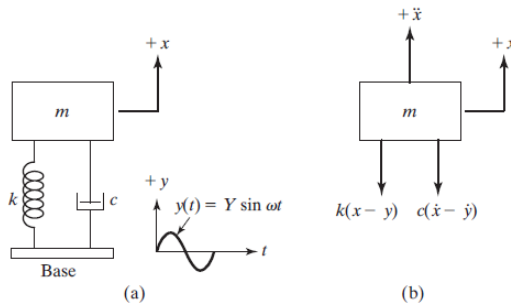 +ẍ
+x
+x
m
m
+y
k
c
y(t) = Y sin ωt
k(x − y) c(ẋ − ẏ)
t
Base
(a)
(b)